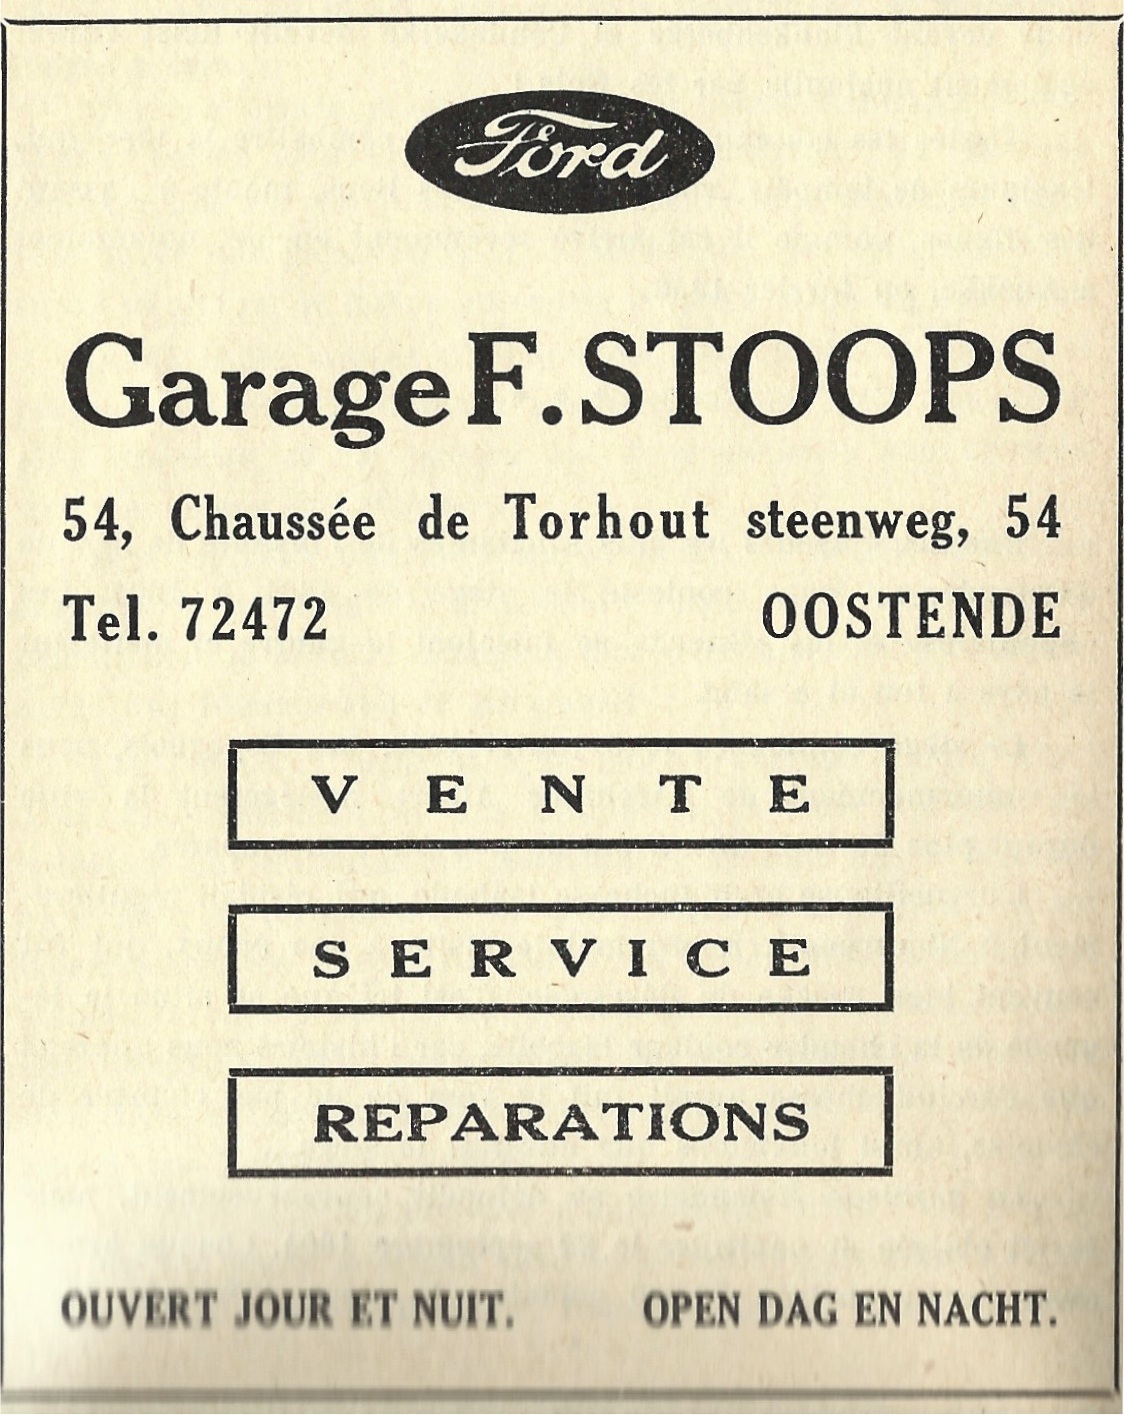 Ford
Garage F. STOOPS
54, Chaussée de Torhout steenweg, 54
Tel. 72472 OOSTENDE
VENTE
SERVICE
REPARATIONS
OUVERT JOUR ET NUIT. OPEN DAG EN NACHT.